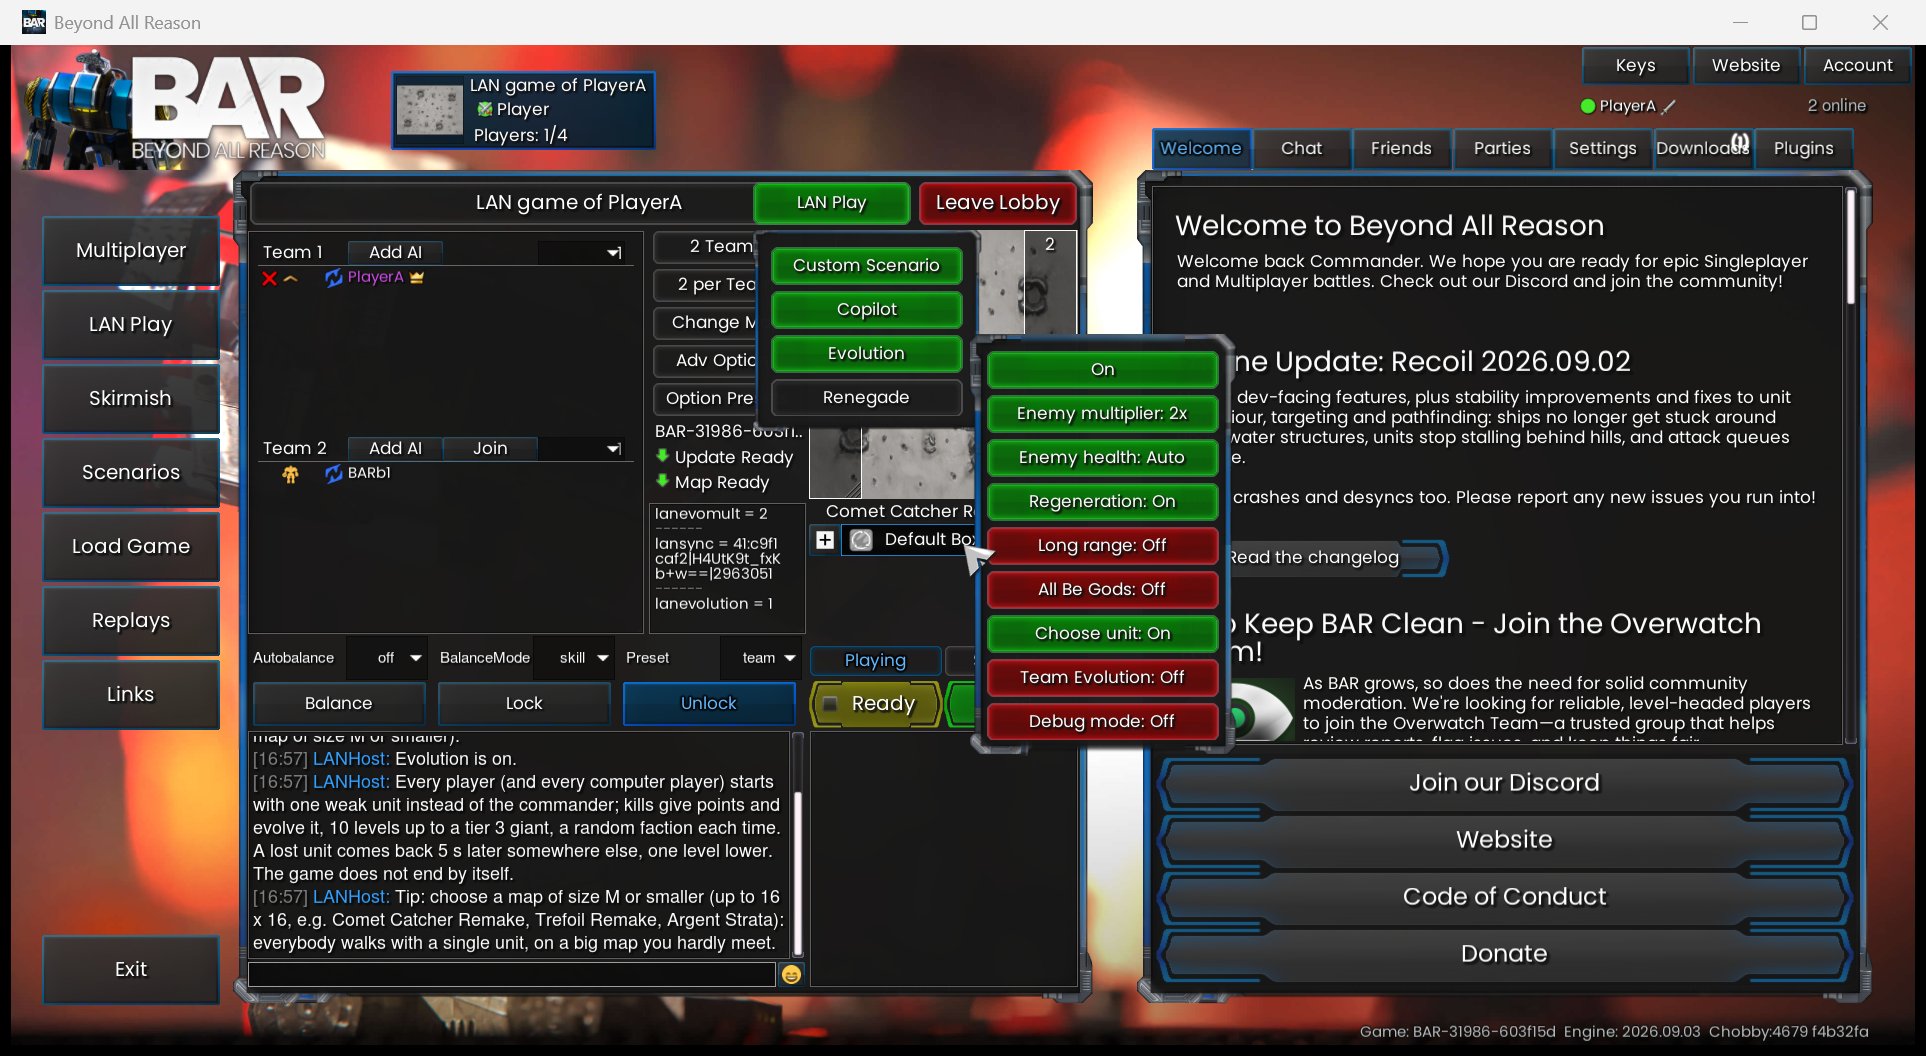 Beyond All Reason
BAR
BEYOND ALL REASON
LAN game of PlayerA
Player
Players: 1/4
Keys
Website
Account
PlayerA
2 online
Welcome
Chat
Friends
Parties
Settings
Downloads
Plugins
Multiplayer
LAN Play
Skirmish
Scenarios
Load Game
Replays
Links
Exit
LAN game of PlayerA
LAN Play
Leave Lobby
Team 1
Add AI
PlayerA
Team 2
Add AI
Join
BARb1
2 Team
2 per Tea
Change M
Adv Optio
Option Pre
Update Ready
Map Ready
lanevomult = 2
------
lansync = 41:c9f1
caf2|H4UtK9t_fxK
b+w==|2963051
------
lanevolution = 1
2
Comet Catcher R
Default Box
Custom Scenario
Copilot
Evolution
Renegade
On
Enemy multiplier: 2x
Enemy health: Auto
Regeneration: On
Long range: Off
All Be Gods: Off
Choose unit: On
Team Evolution: Off
Debug mode: Off
Autobalance
off
BalanceMode
skill
Preset
team
Balance
Lock
Unlock
Playing
Ready
map of size M or smaller).
[16:57] LANHost: Evolution is on.
[16:57] LANHost: Every player (and every computer player) starts
with one weak unit instead of the commander; kills give points and
evolve it, 10 levels up to a tier 3 giant, a random faction each time.
A lost unit comes back 5 s later somewhere else, one level lower.
The game does not end by itself.
[16:57] LANHost: Tip: choose a map of size M or smaller (up to 16
x 16, e.g. Comet Catcher Remake, Trefoil Remake, Argent Strata):
everybody walks with a single unit, on a big map you hardly meet.
Welcome to Beyond All Reason
Welcome back Commander. We hope you are ready for epic Singleplayer
and Multiplayer battles. Check out our Discord and join the community!
ne Update: Recoil 2026.09.02
dev-facing features, plus stability improvements and fixes to unit
iour, targeting and pathfinding: ships no longer get stuck around
water structures, units stop stalling behind hills, and attack queues
e.
crashes and desyncs too. Please report any new issues you run into!
Read the changelog
Keep BAR Clean - Join the Overwatch
m!
As BAR grows, so does the need for solid community
moderation. We're looking for reliable, level-headed players
to join the Overwatch Team—a trusted group that helps
review reports, flag issues, and keep things fair.
Join our Discord
Website
Code of Conduct
Donate
Game: BAR-31986-603f15d Engine: 2026.09.03 Chobby:4679 f4b32fa